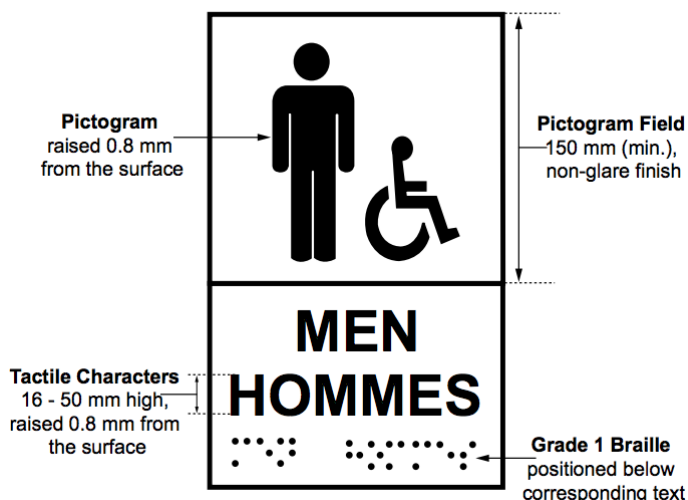 Pictogram
raised 0.8 mm
from the surface
Pictogram Field
150 mm (min.),
non-glare finish
MEN
HOMMES
Tactile Characters
16 - 50 mm high,
raised 0.8 mm from
the surface
Grade 1 Braille
positioned below
corresponding text